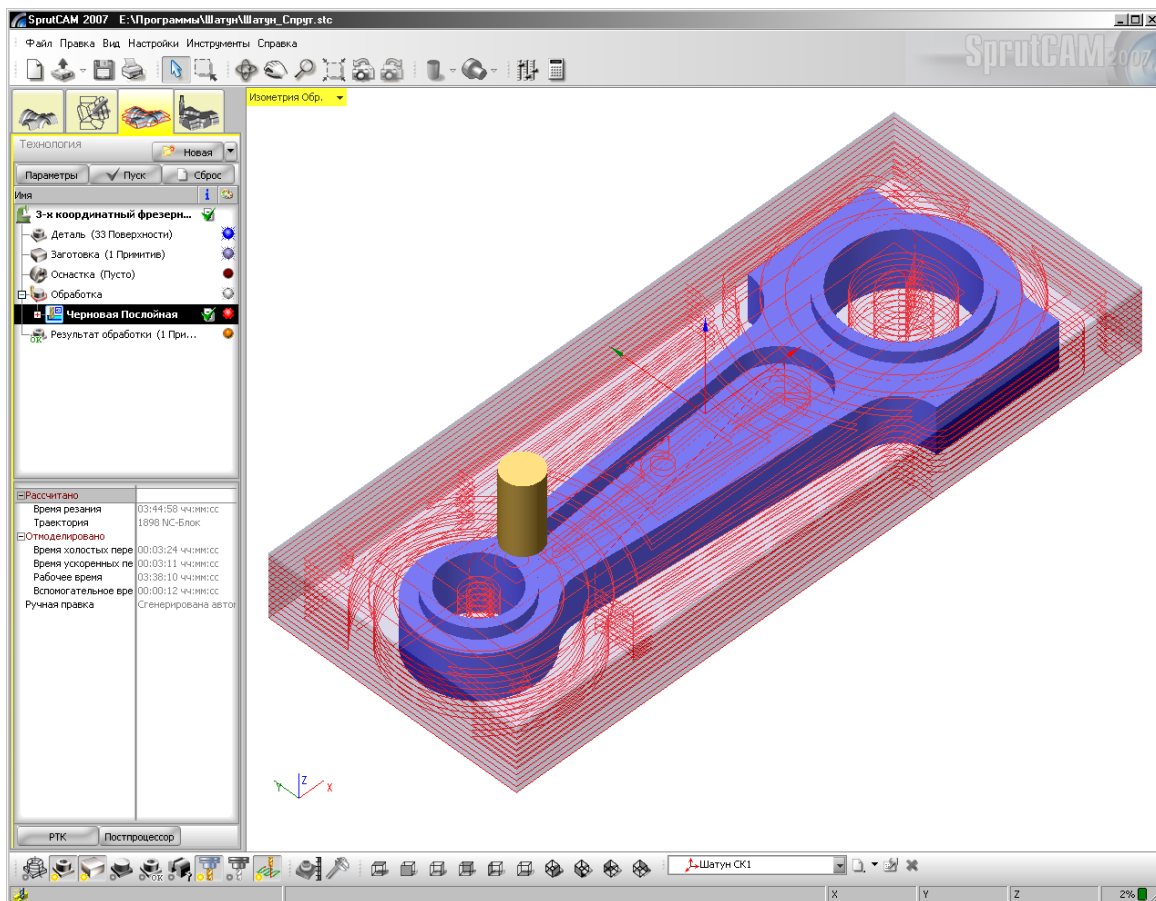 SprutCAM 2007 E:\Программы\Шатун\Шатун_Спрут.stc
Файл Правка Вид Настройки Инструменты Справка
SprutCAM 2007
Изометрия Обр.
Технология
Новая
Параметры Пуск Сброс
Имя
3-х координатный фрезерн...
Деталь (33 Поверхности)
Заготовка (1 Примитив)
Оснастка (Пусто)
Обработка
Черновая Послойная
Результат обработки (1 При...
Рассчитано
Время резания 03:44:58 чч:мм:сс
Траектория 1898 NC-Блок
Отмоделировано
Время холостых пере 00:03:24 чч:мм:сс
Время ускоренных пе 00:03:11 чч:мм:сс
Рабочее время 03:38:10 чч:мм:сс
Вспомогательное вре 00:00:12 чч:мм:сс
Ручная правка Сгенерирована авто
Z
Y X
РТК Постпроцессор
Шатун СК1
X Y Z 2%